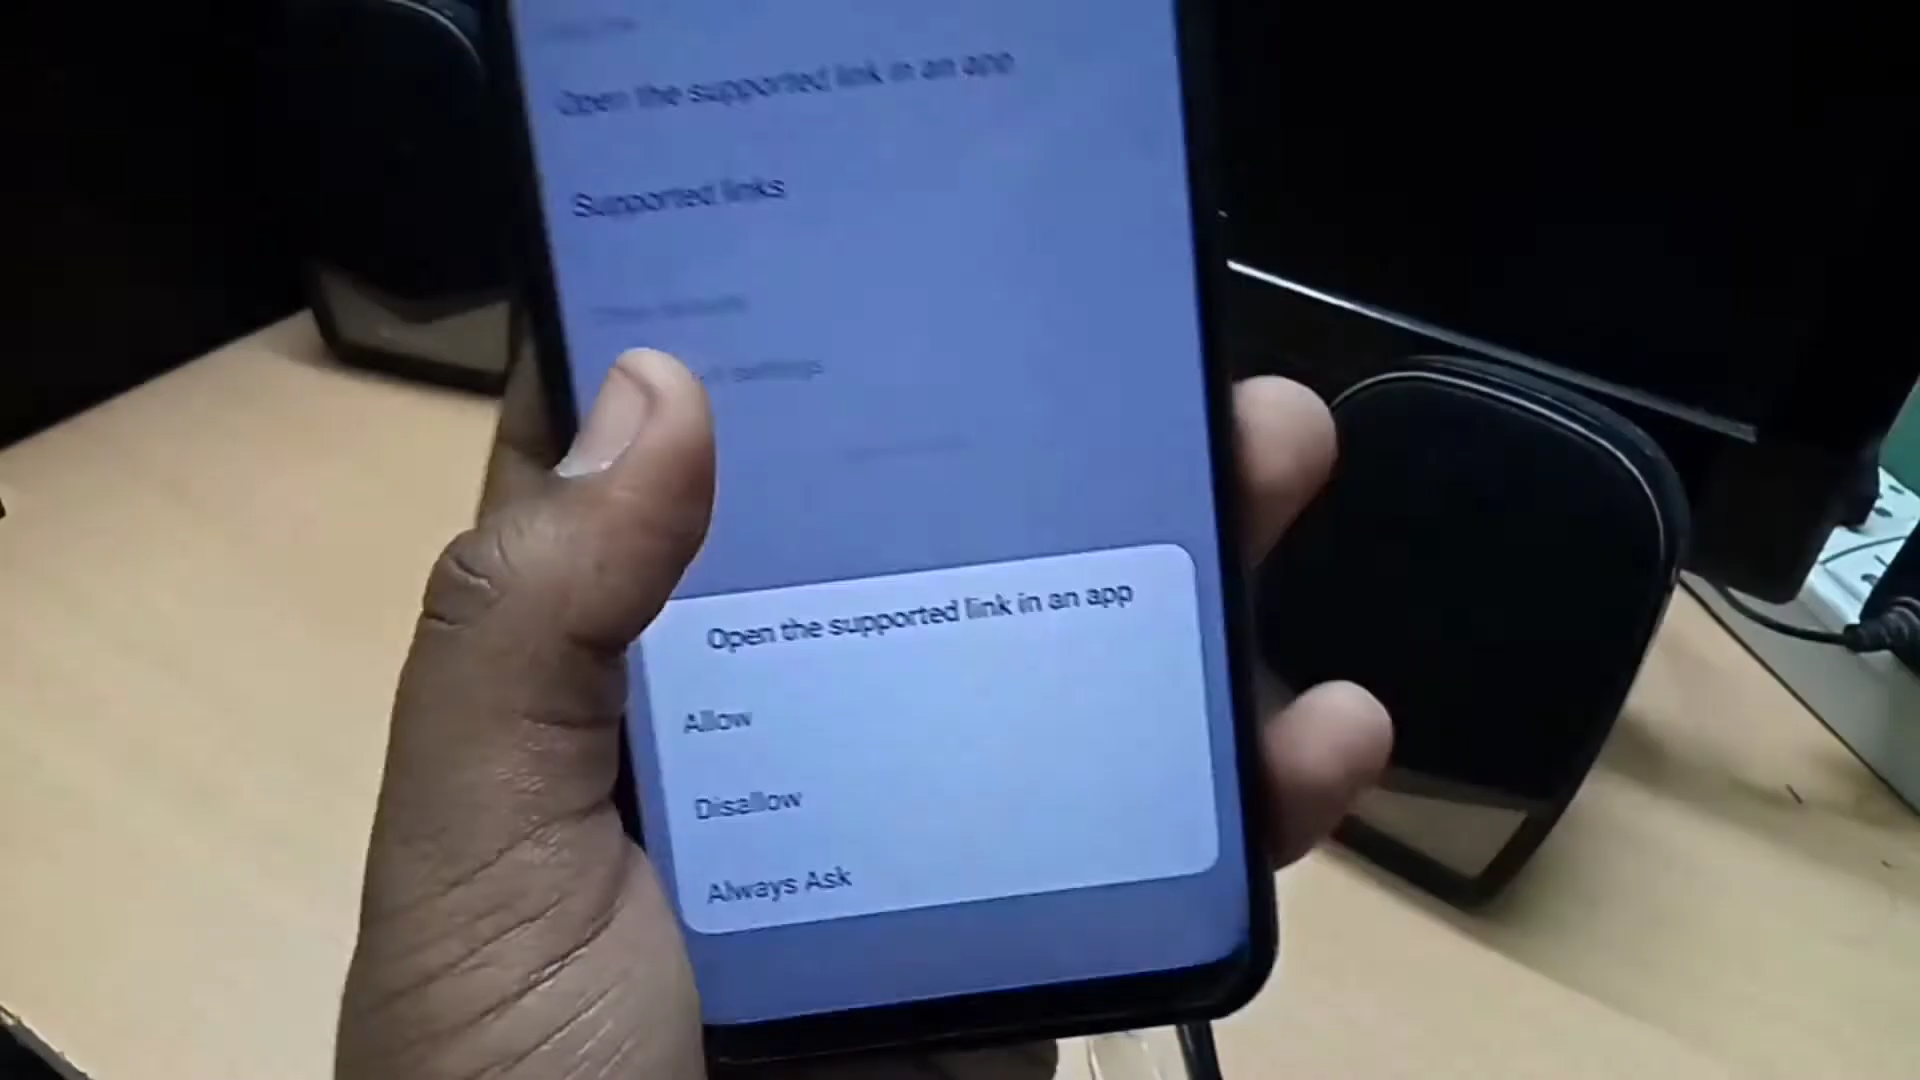 Open the supported link in an app
Supported links
settings
Open the supported link in an app
Allow
Disallow
Always Ask